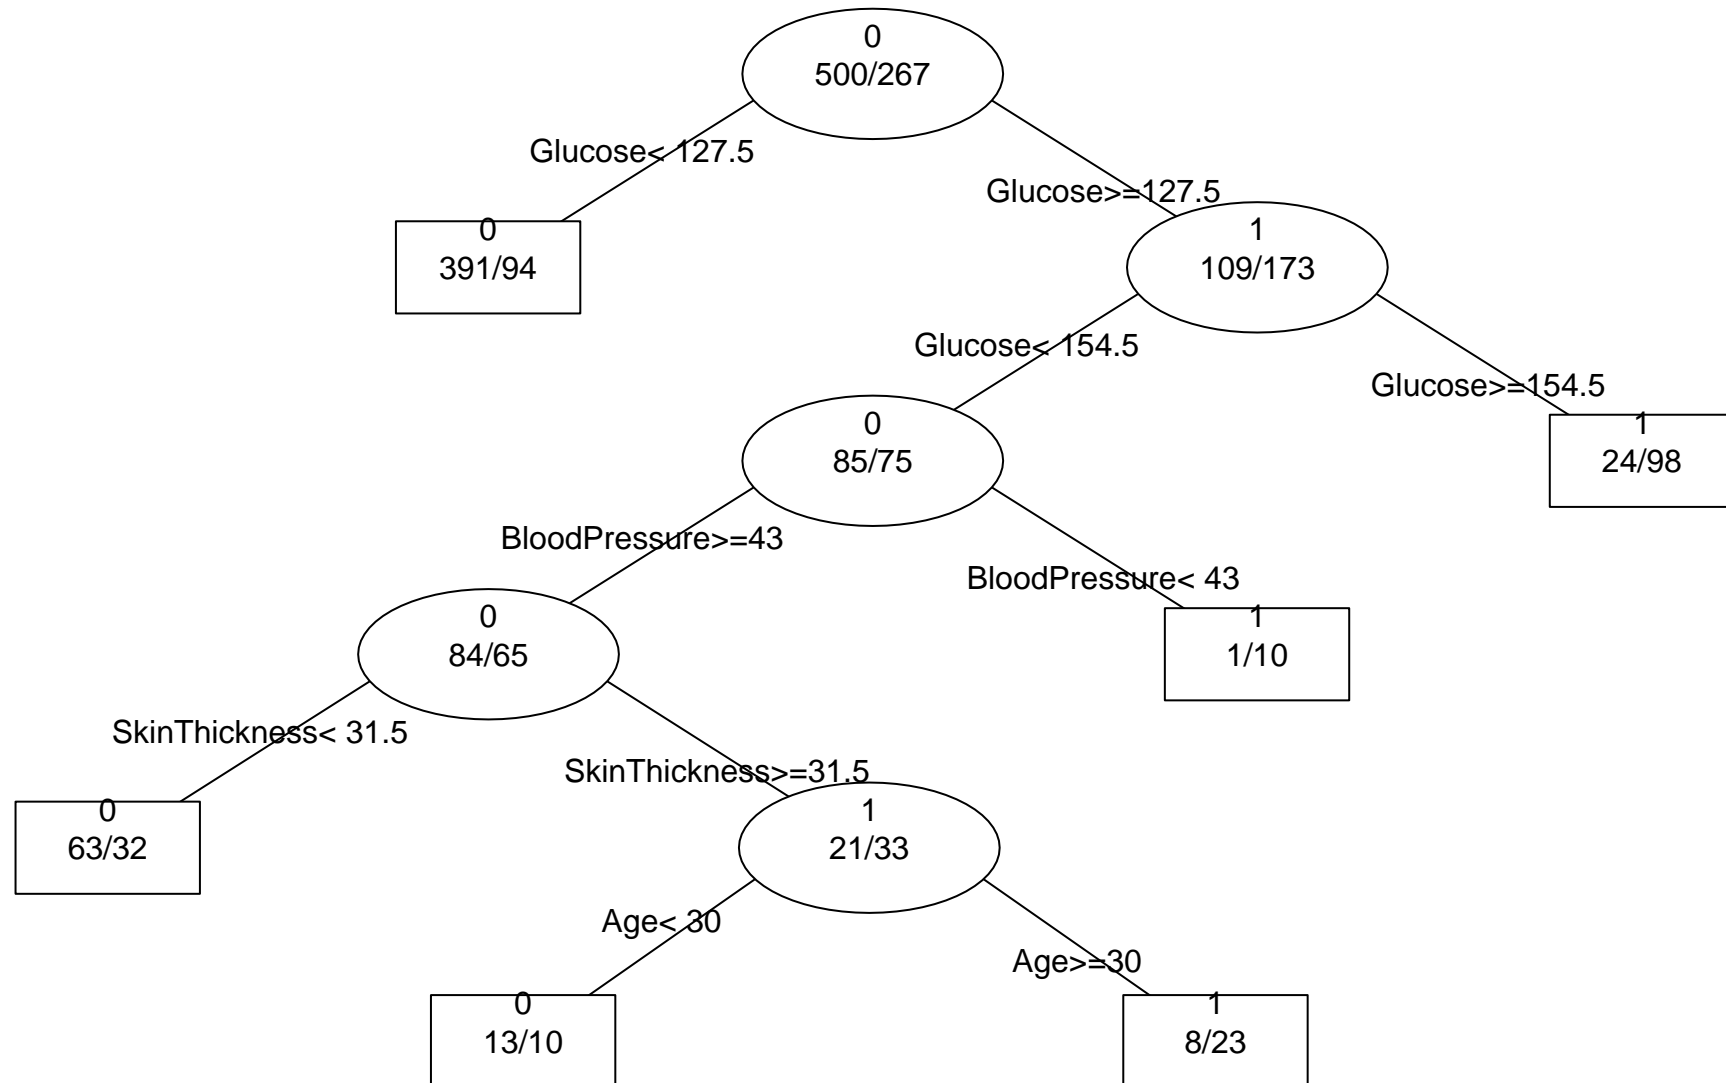 0
500/267
Glucose< 127.5
Glucose>=127.5
0
391/94
1
109/173
Glucose< 154.5
Glucose>=154.5
0
85/75
1
24/98
BloodPressure>=43
BloodPressure< 43
0
84/65
1
1/10
SkinThickness< 31.5
SkinThickness>=31.5
0
63/32
1
21/33
Age< 30
Age>=30
0
13/10
1
8/23